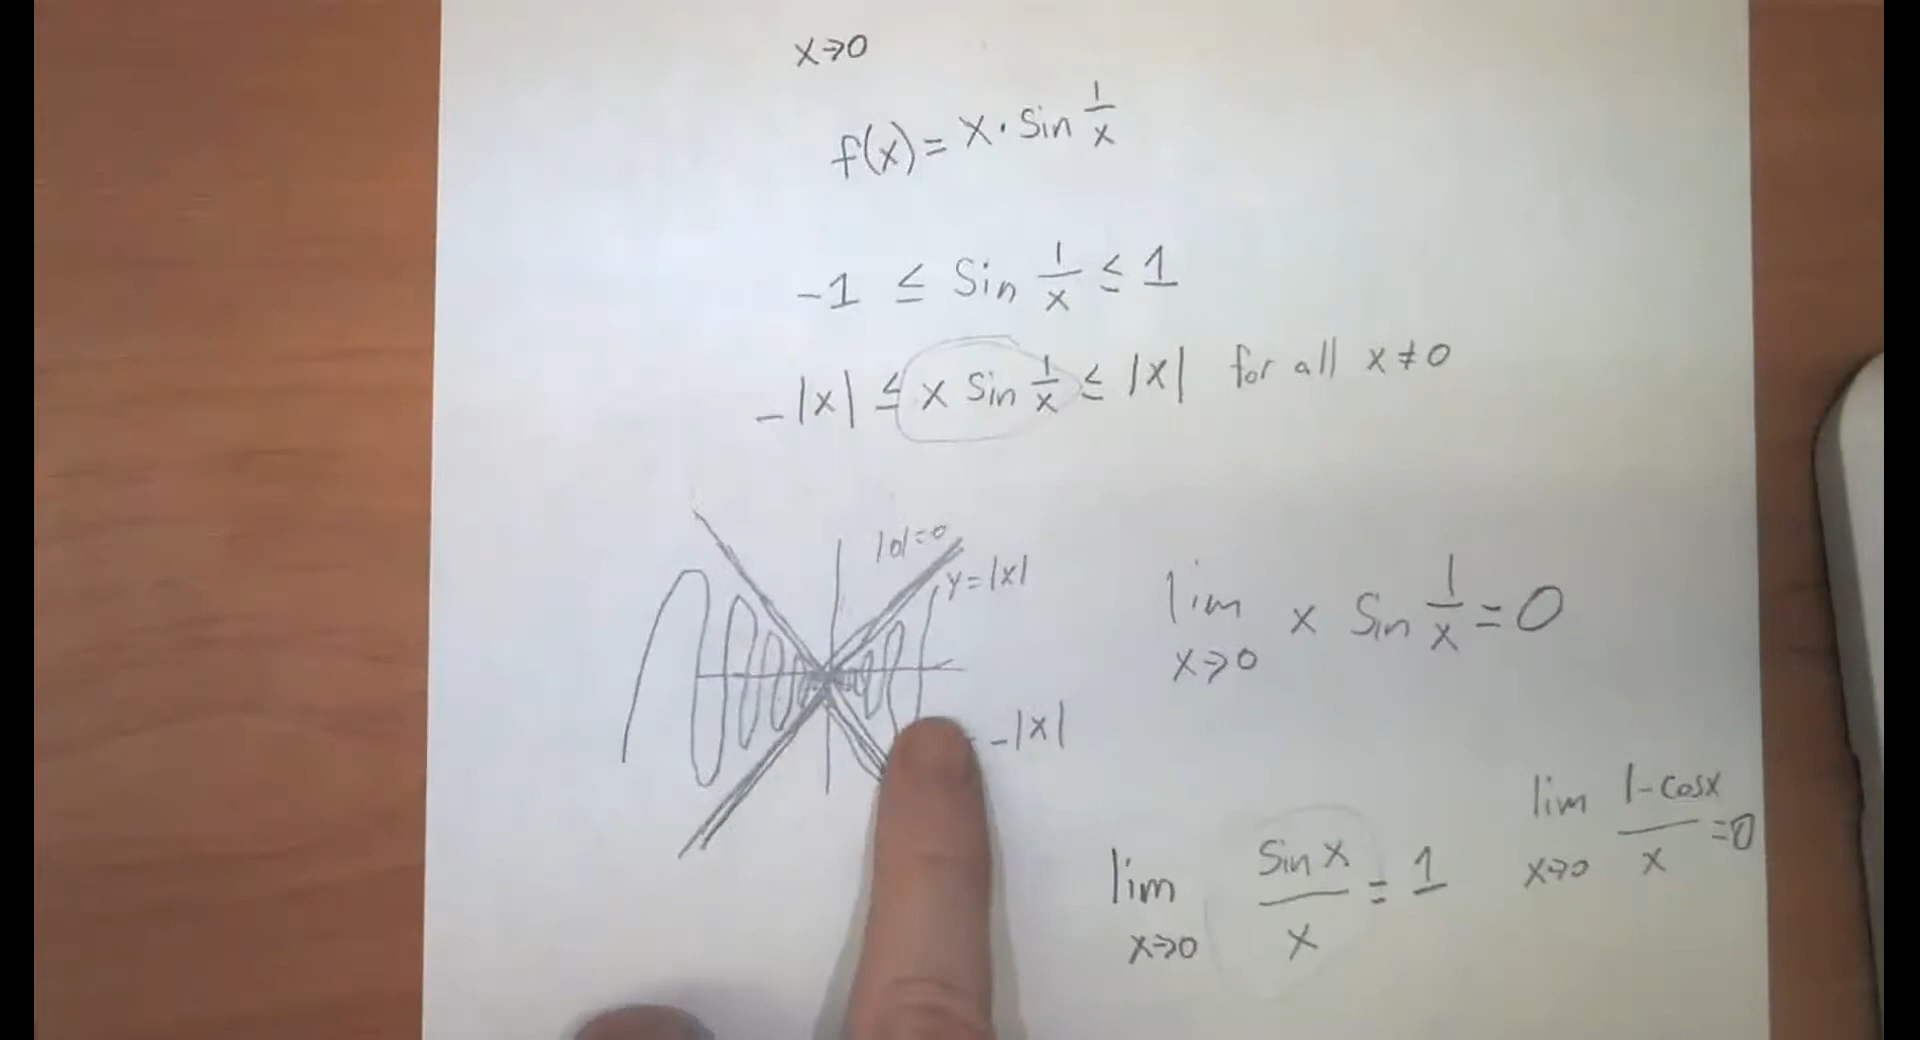 x→0
f(x) = x · Sin 1/x
-1 ≤ Sin 1/x ≤ 1
-|x| ≤ x Sin 1/x ≤ |x| for all x ≠ 0
|0|=0
y=|x|
-|x|
lim x→0 x Sin 1/x = 0
lim x→0 Sin x / x = 1
lim x→0 1-cosx / x = 0